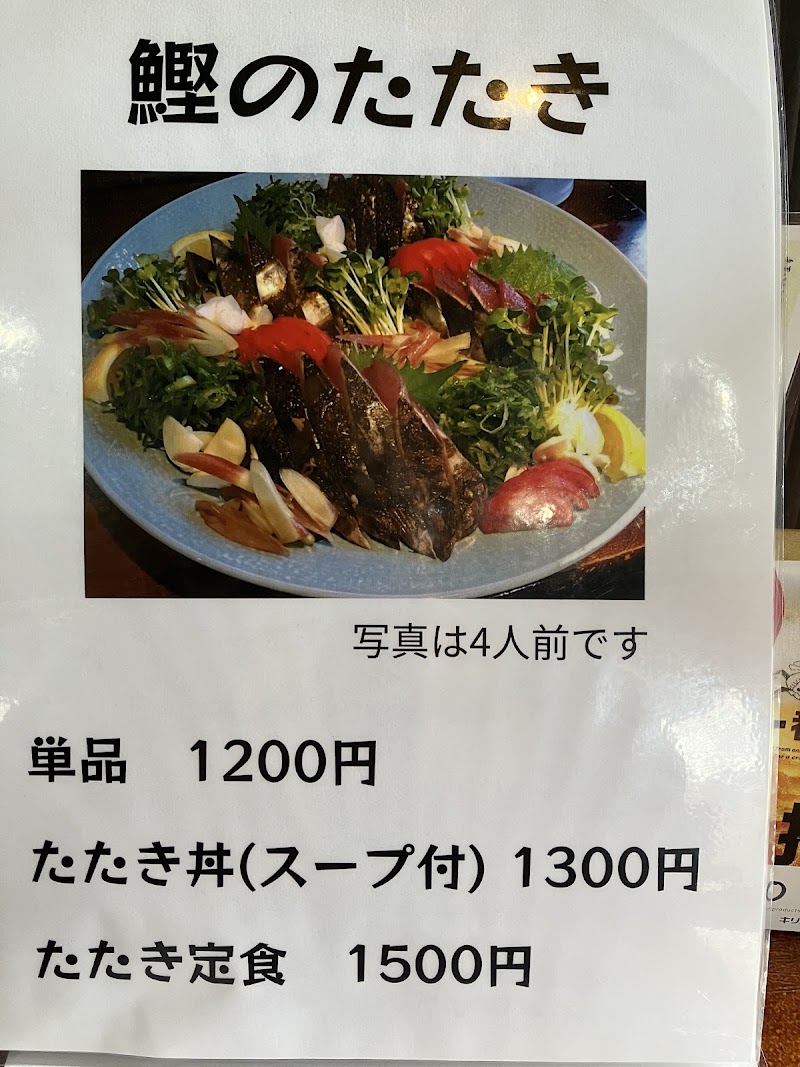 鰹のたたき
写真は4人前です
単品 1200円
たたき丼(スープ付) 1300円
たたき定食 1500円